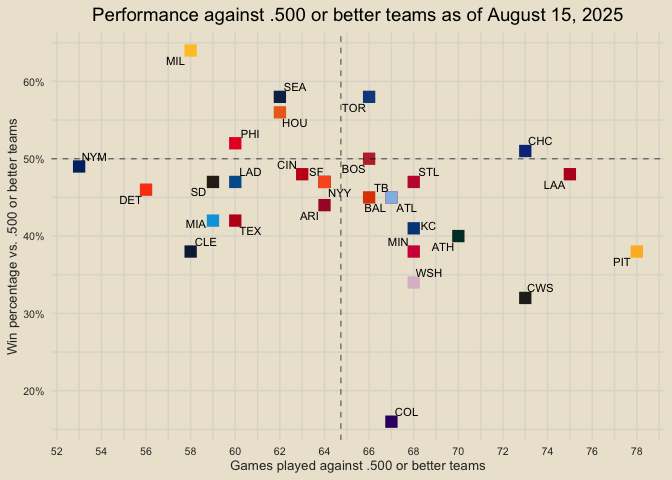 Performance against .500 or better teams as of August 15, 2025
Win percentage vs. .500 or better teams
60%
50%
40%
30%
20%
MIL
SEA
TOR
HOU
PHI
CHC
NYM
CIN
SF
BOS
STL
LAA
LAD
SD
DET
NYY
TB
BAL
ATL
ARI
MIA
TEX
KC
ATH
CLE
MIN
PIT
WSH
CWS
COL
52 54 56 58 60 62 64 66 68 70 72 74 76 78
Games played against .500 or better teams